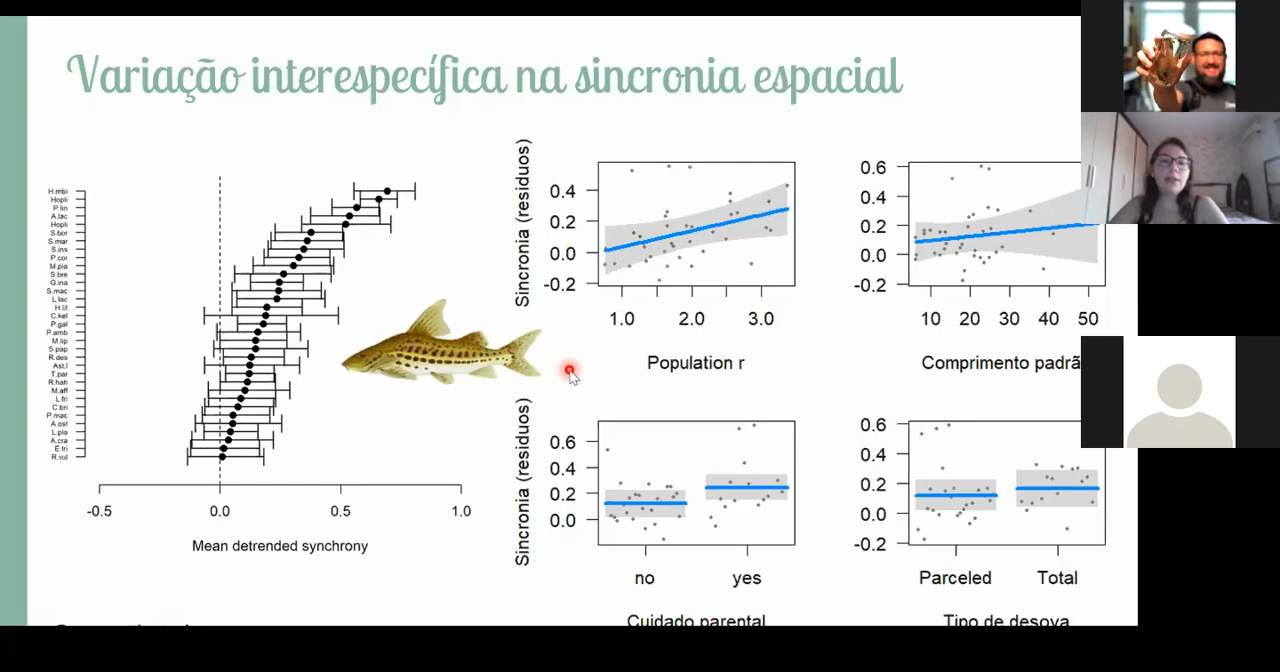 Variação interespecífica na sincronia espacial
H.mbi
Hopli
P.lin
A.lac
Hopli
S.bor
S.mar
S.ins
P.cor
M.pia
S.bre
G.ina
S.mac
L.lac
H.lit
C.kel
P.gal
P.amb
M.lip
S.pap
R.des
Ast.l
T.par
R.hah
M.aff
L.fri
C.bri
P.mac
A.ost
L.pla
A.cra
E.tri
R.vul
-0.5 0.0 0.5 1.0
Mean detrended synchrony
Sincronia (resíduos)
0.4
0.2
0.0
-0.2
1.0 2.0 3.0
Population r
0.6
0.4
0.2
0.0
-0.2
10 20 30 40 50
Comprimento padrã
Sincronia (resíduos)
0.6
0.4
0.2
0.0
no yes
Cuidado parental
0.6
0.4
0.2
0.0
-0.2
Parceled Total
Tipo de desova